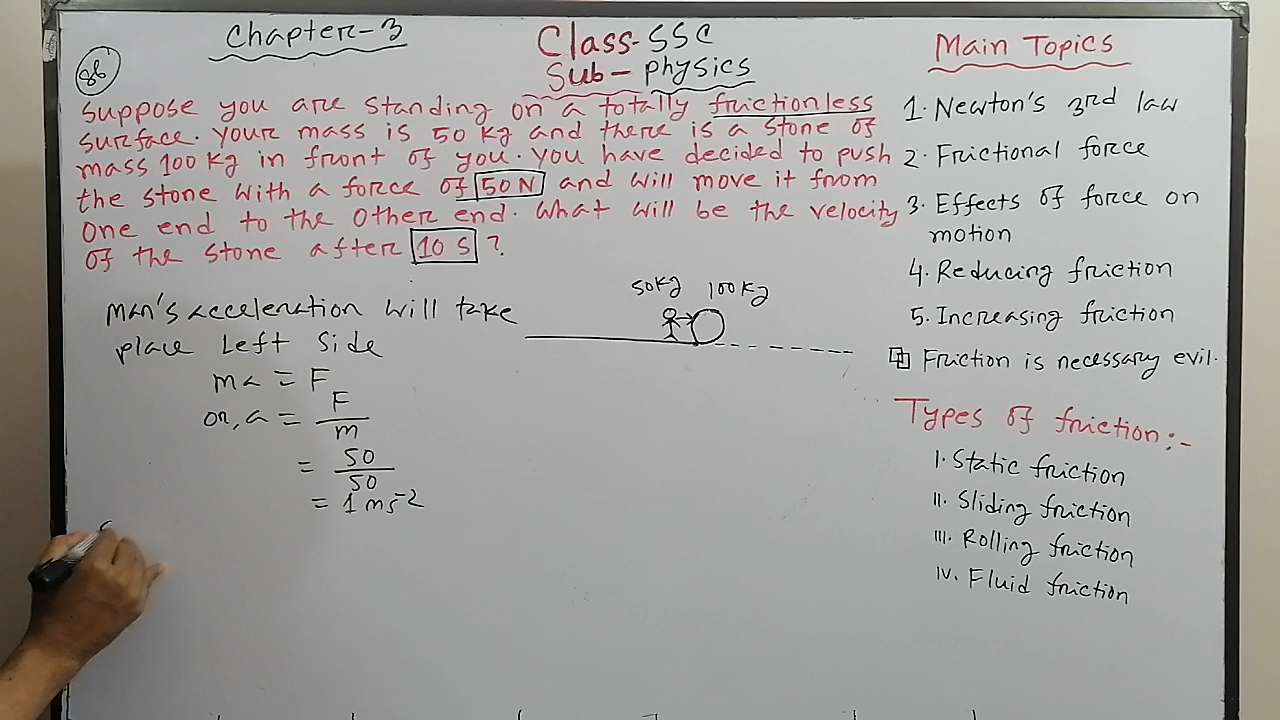 Chapter-3
Class-SSC
Sub-physics
86
Suppose you are standing on a totally frictionless
surface. your mass is 50 kg and there is a stone of
mass 100 kg in front of you. you have decided to push
the stone with a force of 50 N and will move it from
one end to the other end. What will be the velocity
of the stone after 10 s ?
50kg 100kg
Man's acceleration will take
place left side
ma = F
or, a = F/m
= 50/50
= 1 ms⁻²
Main Topics
1. Newton's 3rd law
2. Frictional force
3. Effects of force on
motion
4. Reducing friction
5. Increasing friction
Friction is necessary evil.
Types of friction:-
I. Static friction
II. Sliding friction
III. Rolling friction
IV. Fluid friction